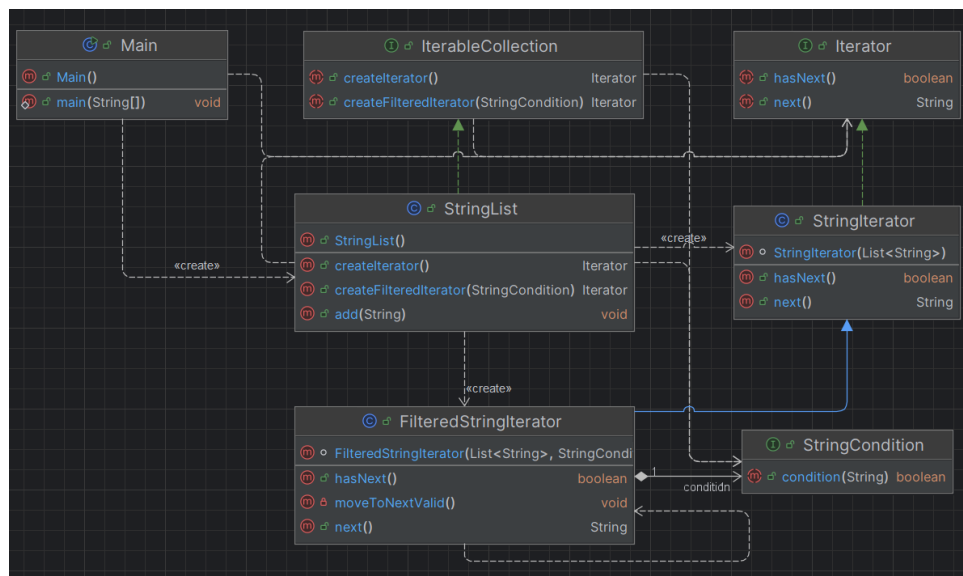 Main
Main()
main(String[]) void
IterableCollection
createIterator() Iterator
createFilteredIterator(StringCondition) Iterator
Iterator
hasNext() boolean
next() String
«create»
StringList
StringList()
createIterator() Iterator
createFilteredIterator(StringCondition) Iterator
add(String) void
«create»
StringIterator
StringIterator(List<String>)
hasNext() boolean
next() String
«create»
FilteredStringIterator
FilteredStringIterator(List<String>, StringCondi
hasNext() boolean
moveToNextValid() void
next() String
1
condition
StringCondition
condition(String) boolean